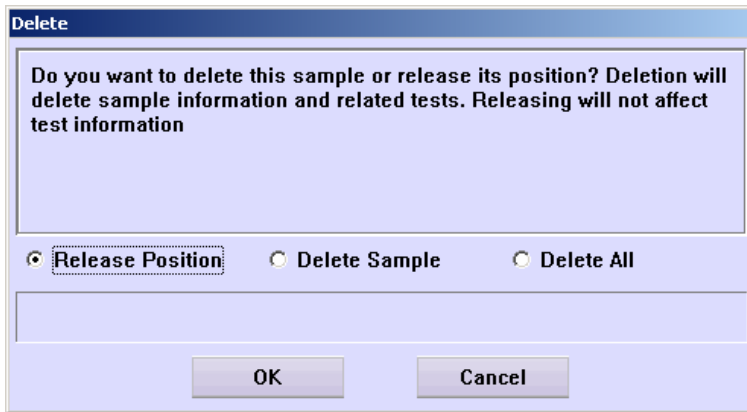 Delete
Do you want to delete this sample or release its position? Deletion will
delete sample information and related tests. Releasing will not affect
test information
Release Position Delete Sample Delete All
OK Cancel